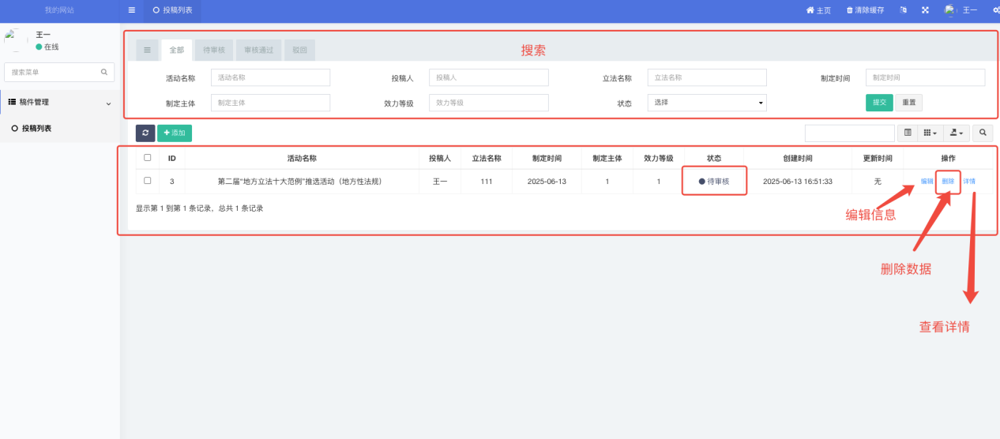 我的网站 投稿列表 主页 清除缓存 王一
王一
在线
搜索菜单
稿件管理
投稿列表
全部 待审核 审核通过 驳回 搜索
活动名称 活动名称 投稿人 投稿人 立法名称 立法名称 制定时间 制定时间
制定主体 制定主体 效力等级 效力等级 状态 选择 提交 重置
添加
ID 活动名称 投稿人 立法名称 制定时间 制定主体 效力等级 状态 创建时间 更新时间 操作
3 第二届“地方立法十大范例”推选活动（地方性法规） 王一 111 2025-06-13 1 1 待审核 2025-06-13 16:51:33 无 编辑 删除 详情
显示第 1 到第 1 条记录，总共 1 条记录
编辑信息
删除数据
查看详情